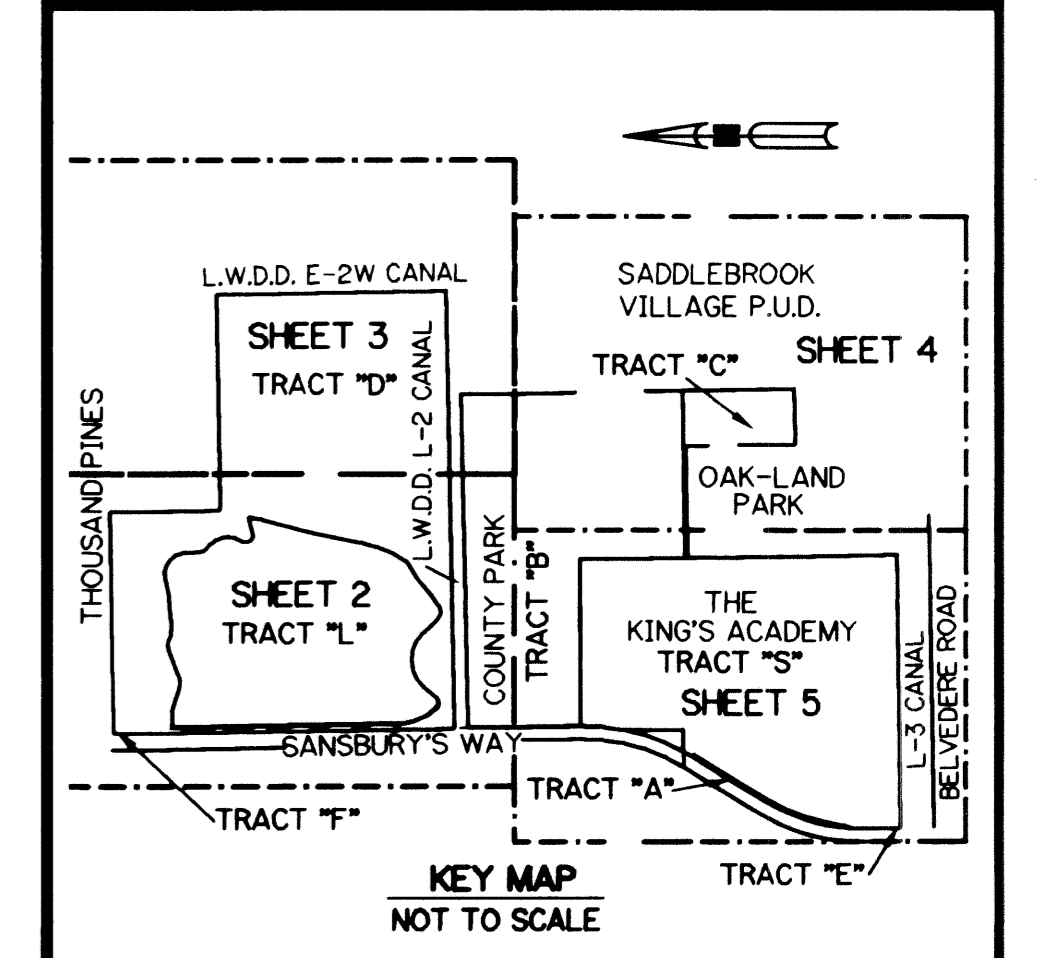 L.W.D.D. E-2W CANAL
SADDLEBROOK
VILLAGE P.U.D.
SHEET 3
TRACT "D"
L.W.D.D. L-2 CANAL
TRACT "C"
SHEET 4
THOUSAND PINES
OAK-LAND
PARK
SHEET 2
TRACT "L"
COUNTY PARK
TRACT "B"
THE
KING'S ACADEMY
TRACT "S"
SHEET 5
L-3 CANAL
BELVEDERE ROAD
SANSBURY'S WAY
TRACT "A"
TRACT "F"
TRACT "E"
KEY MAP
NOT TO SCALE